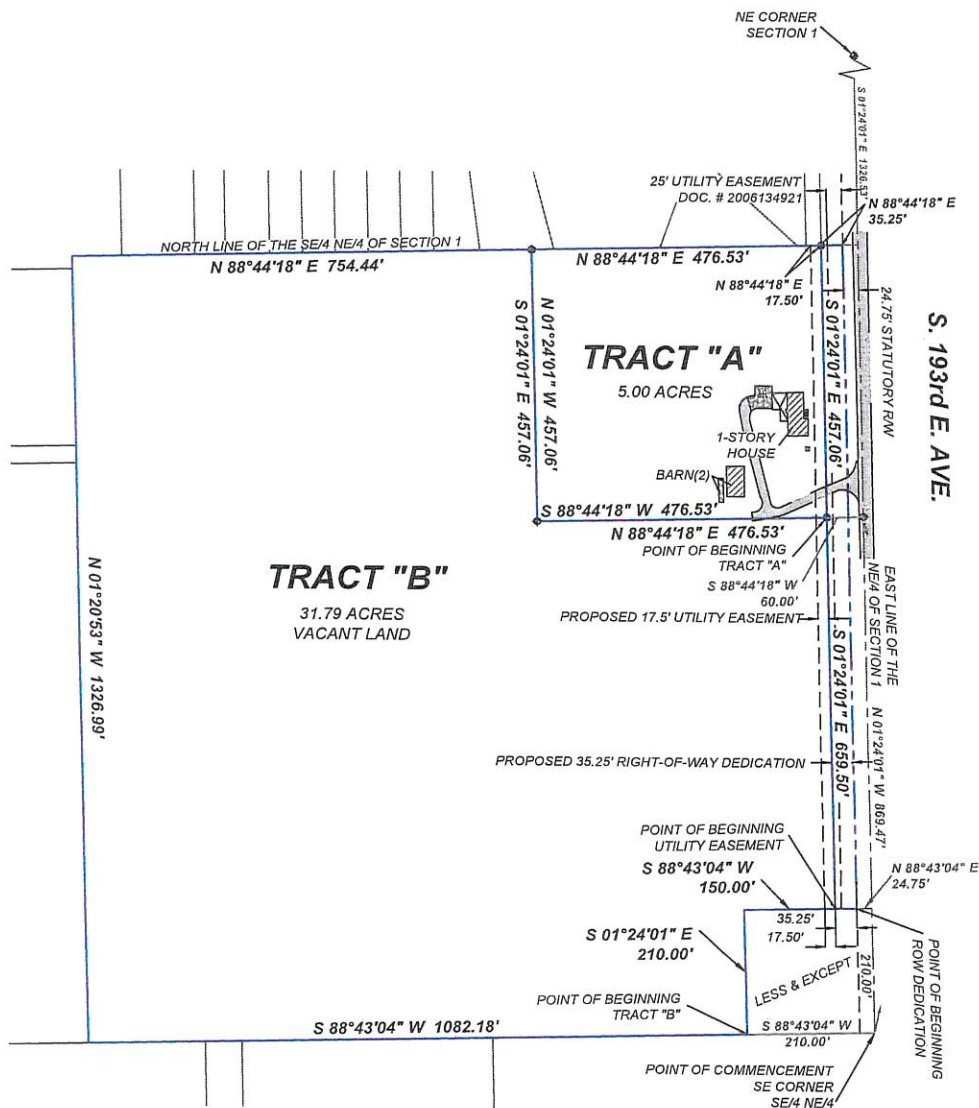 NE CORNER
SECTION 1
S 01°24'01" E 1326.53'
25' UTILITY EASEMENT
DOC. # 2006134921
N 88°44'18" E
35.25'
NORTH LINE OF THE SE/4 NE/4 OF SECTION 1
N 88°44'18" E 754.44'
N 88°44'18" E 476.53'
N 88°44'18" E
17.50'
24.75' STATUTORY R/W
S. 193rd E. AVE.
S 01°24'01" E 457.06'
N 01°24'01" W 457.06'
TRACT "A"
5.00 ACRES
S 01°24'01" E 457.06'
1-STORY
HOUSE
BARN(2)
S 88°44'18" W 476.53'
N 88°44'18" E 476.53'
POINT OF BEGINNING
TRACT "A"
S 88°44'18" W
60.00'
TRACT "B"
31.79 ACRES
VACANT LAND
PROPOSED 17.5' UTILITY EASEMENT
EAST LINE OF THE
NE/4 OF SECTION 1
N 01°20'53" W 1326.99'
S 01°24'01" E 659.50'
N 01°24'01" W 869.47'
PROPOSED 35.25' RIGHT-OF-WAY DEDICATION
POINT OF BEGINNING
UTILITY EASEMENT
S 88°43'04" W
150.00'
N 88°43'04" E
24.75'
35.25'
17.50'
S 01°24'01" E
210.00'
LESS & EXCEPT
210.00'
POINT OF BEGINNING
ROW DEDICATION
POINT OF BEGINNING
TRACT "B"
S 88°43'04" W 1082.18'
S 88°43'04" W
210.00'
POINT OF COMMENCEMENT
SE CORNER
SE/4 NE/4